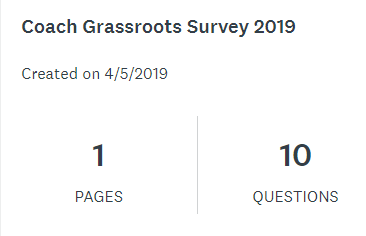 Coach Grassroots Survey 2019
Created on 4/5/2019
1 10
PAGES QUESTIONS